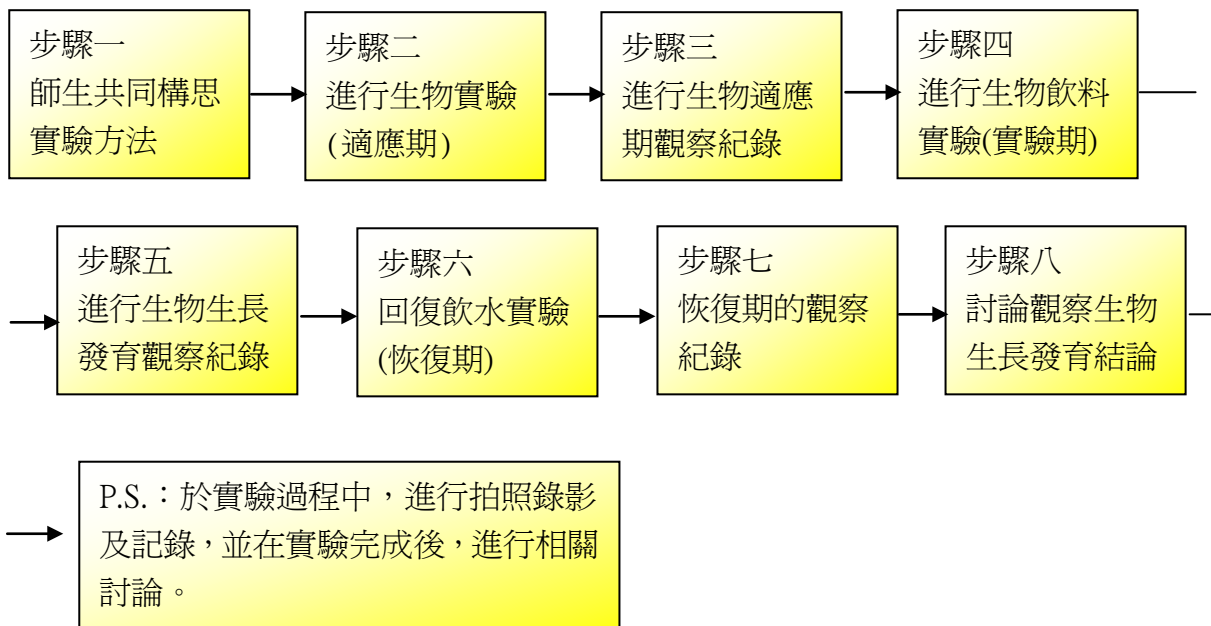 步驟一
師生共同構思
實驗方法
步驟二
進行生物實驗
(適應期)
步驟三
進行生物適應
期觀察紀錄
步驟四
進行生物飲料
實驗(實驗期)
步驟五
進行生物生長
發育觀察紀錄
步驟六
回復飲水實驗
(恢復期)
步驟七
恢復期的觀察
紀錄
步驟八
討論觀察生物
生長發育結論
P.S.：於實驗過程中，進行拍照錄影
及記錄，並在實驗完成後，進行相關
討論。